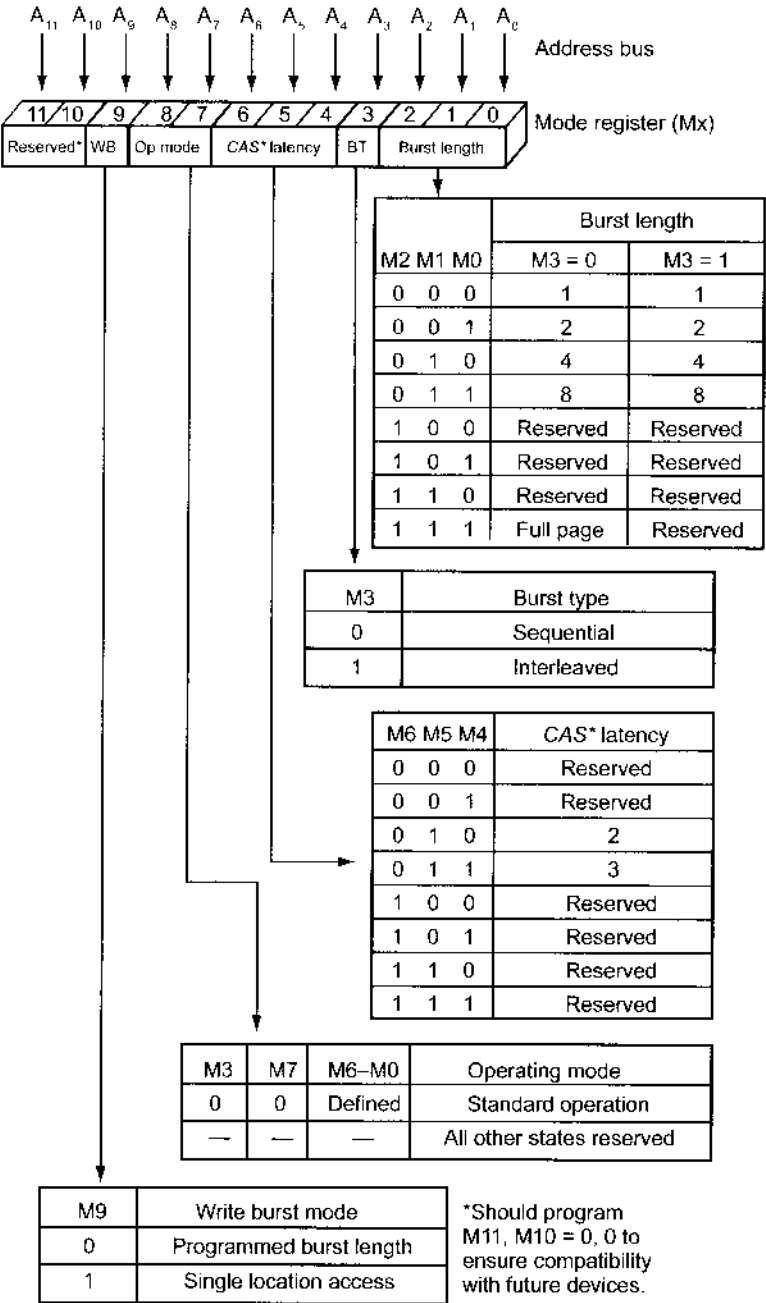 A11 A10 A9 A8 A7 A6 A5 A4 A3 A2 A1 A0
Address bus
11 10 9 8 7 6 5 4 3 2 1 0
Mode register (Mx)
Reserved* WB Op mode CAS* latency BT Burst length
Burst length
M2 M1 M0 M3 = 0 M3 = 1
0 0 0 1 1
0 0 1 2 2
0 1 0 4 4
0 1 1 8 8
1 0 0 Reserved Reserved
1 0 1 Reserved Reserved
1 1 0 Reserved Reserved
1 1 1 Full page Reserved
M3 Burst type
0 Sequential
1 Interleaved
M6 M5 M4 CAS* latency
0 0 0 Reserved
0 0 1 Reserved
0 1 0 2
0 1 1 3
1 0 0 Reserved
1 0 1 Reserved
1 1 0 Reserved
1 1 1 Reserved
M3 M7 M6–M0 Operating mode
0 0 Defined Standard operation
— — — All other states reserved
M9 Write burst mode
0 Programmed burst length
1 Single location access
*Should program
M11, M10 = 0, 0 to
ensure compatibility
with future devices.